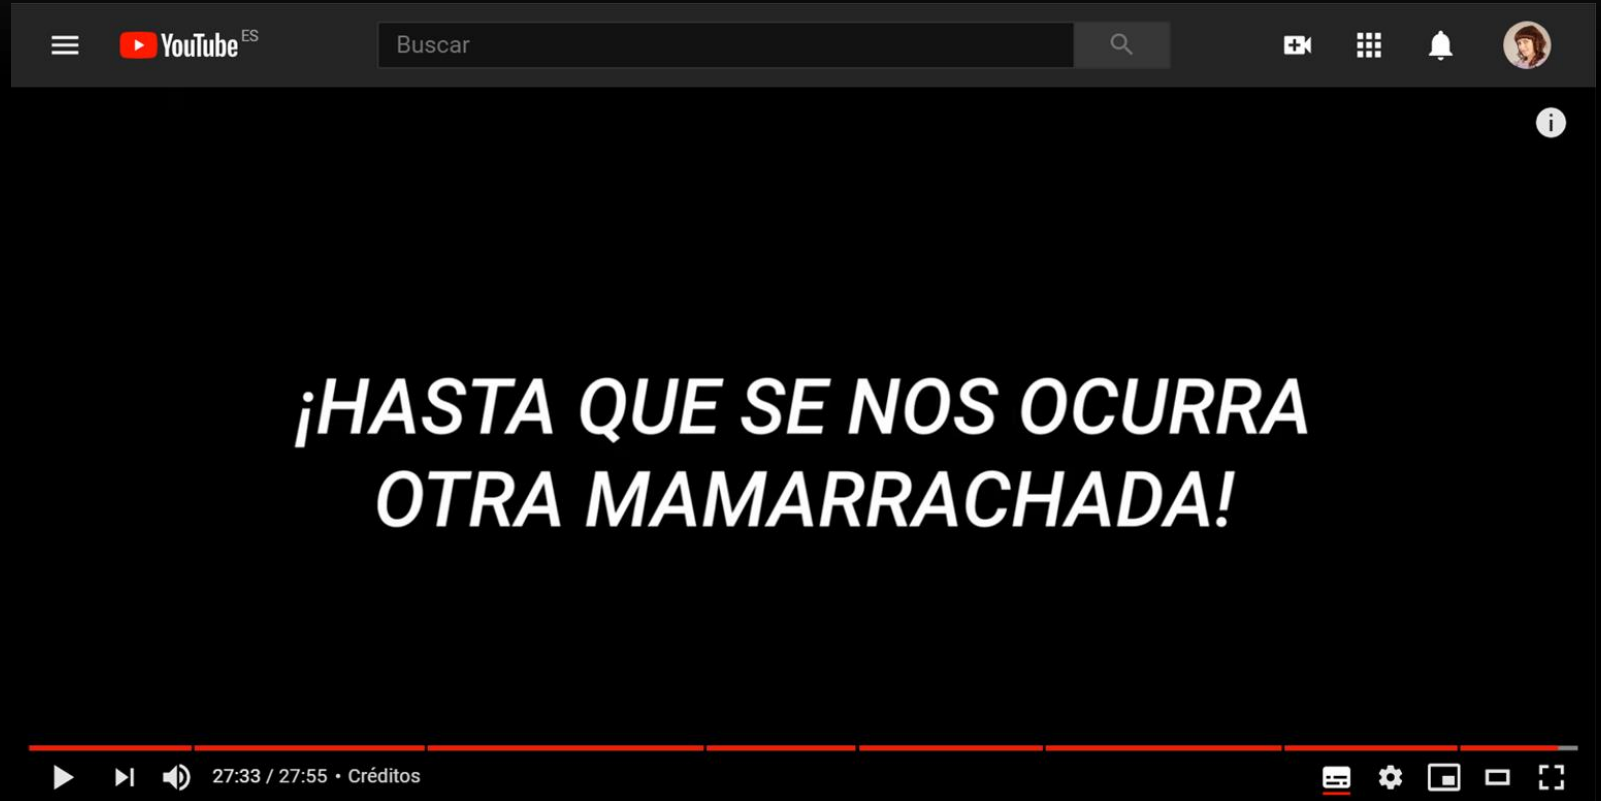 YouTube ES
Buscar
¡HASTA QUE SE NOS OCURRA
OTRA MAMARRACHADA!
27:33 / 27:55 • Créditos